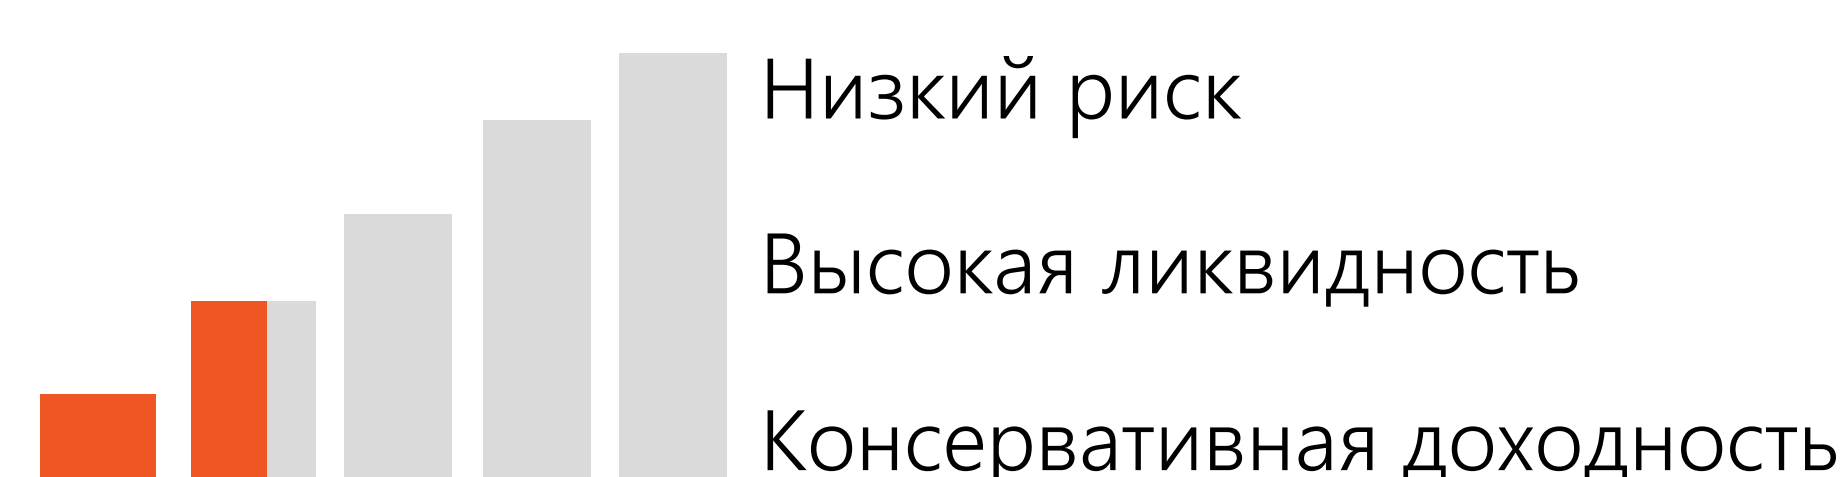 Низкий риск
Высокая ликвидность
Консервативная доходность